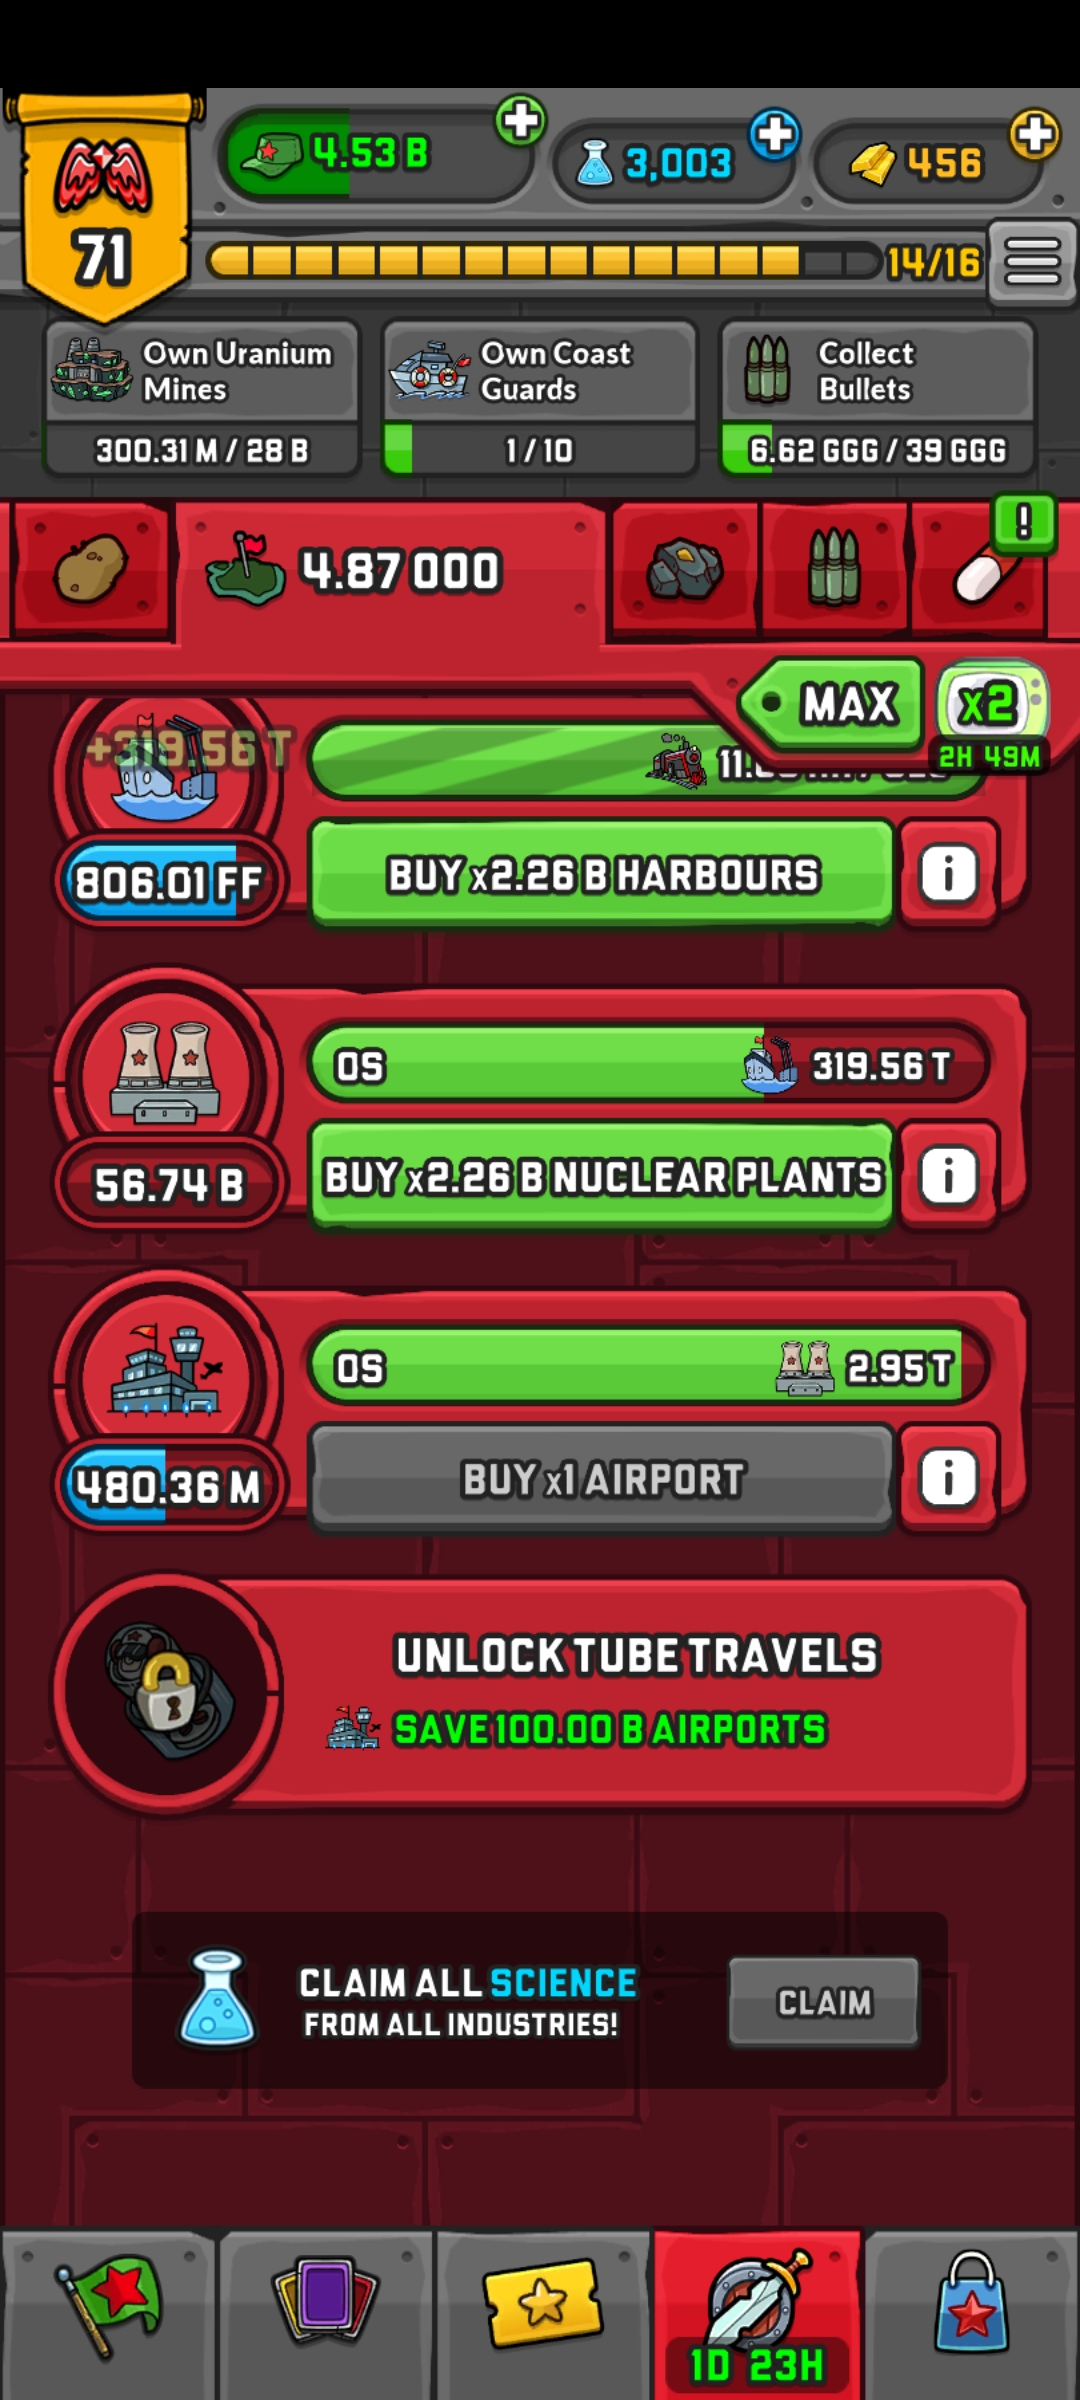 4.53 B
3,003
456
71
14/16
Own Uranium
Mines
300.31 M / 28 B
Own Coast
Guards
1 / 10
Collect
Bullets
6.62 GGG / 39 GGG
!
4.87 000
MAX
x2
2H 49M
+319.56 T
806.01 FF
BUY x2.26 B HARBOURS
i
0S
319.56 T
56.74 B
BUY x2.26 B NUCLEAR PLANTS
i
0S
2.95 T
480.36 M
BUY x1 AIRPORT
i
UNLOCK TUBE TRAVELS
SAVE 100.00 B AIRPORTS
CLAIM ALL SCIENCE
FROM ALL INDUSTRIES!
CLAIM
1D 23H